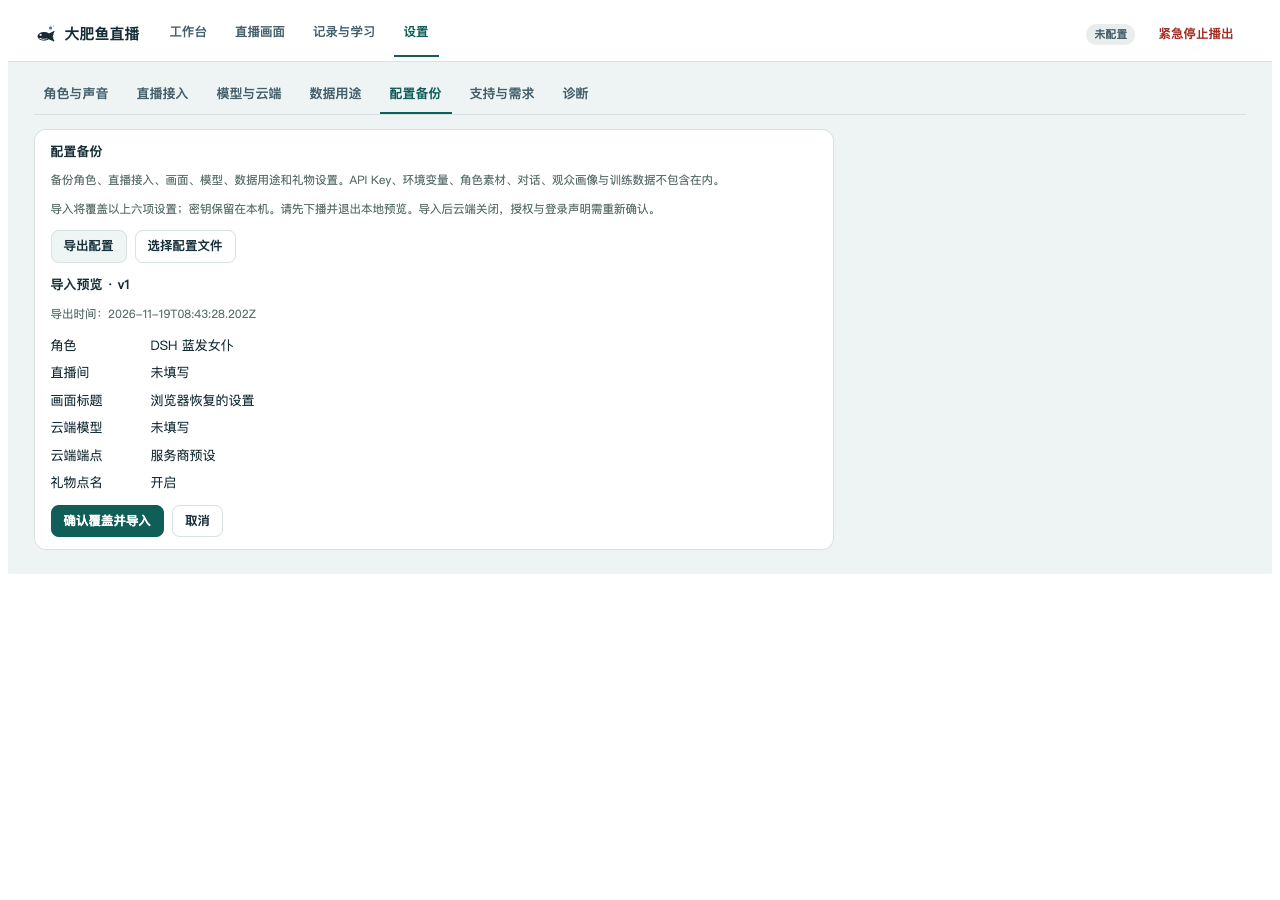 大肥鱼直播 工作台 直播画面 记录与学习 设置 未配置 紧急停止播出
角色与声音 直播接入 模型与云端 数据用途 配置备份 支持与需求 诊断
配置备份
备份角色、直播接入、画面、模型、数据用途和礼物设置。API Key、环境变量、角色素材、对话、观众画像与训练数据不包含在内。
导入将覆盖以上六项设置；密钥保留在本机。请先下播并退出本地预览。导入后云端关闭，授权与登录声明需重新确认。
导出配置 选择配置文件
导入预览 · v1
导出时间：2026-11-19T08:43:28.202Z
角色 DSH 蓝发女仆
直播间 未填写
画面标题 浏览器恢复的设置
云端模型 未填写
云端端点 服务商预设
礼物点名 开启
确认覆盖并导入 取消